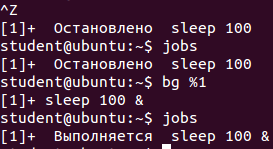 ^Z
[1]+  Остановлено  sleep 100
student@ubuntu:~$ jobs
[1]+  Остановлено  sleep 100
student@ubuntu:~$ bg %1
[1]+ sleep 100 &
student@ubuntu:~$ jobs
[1]+  Выполняется  sleep 100 &